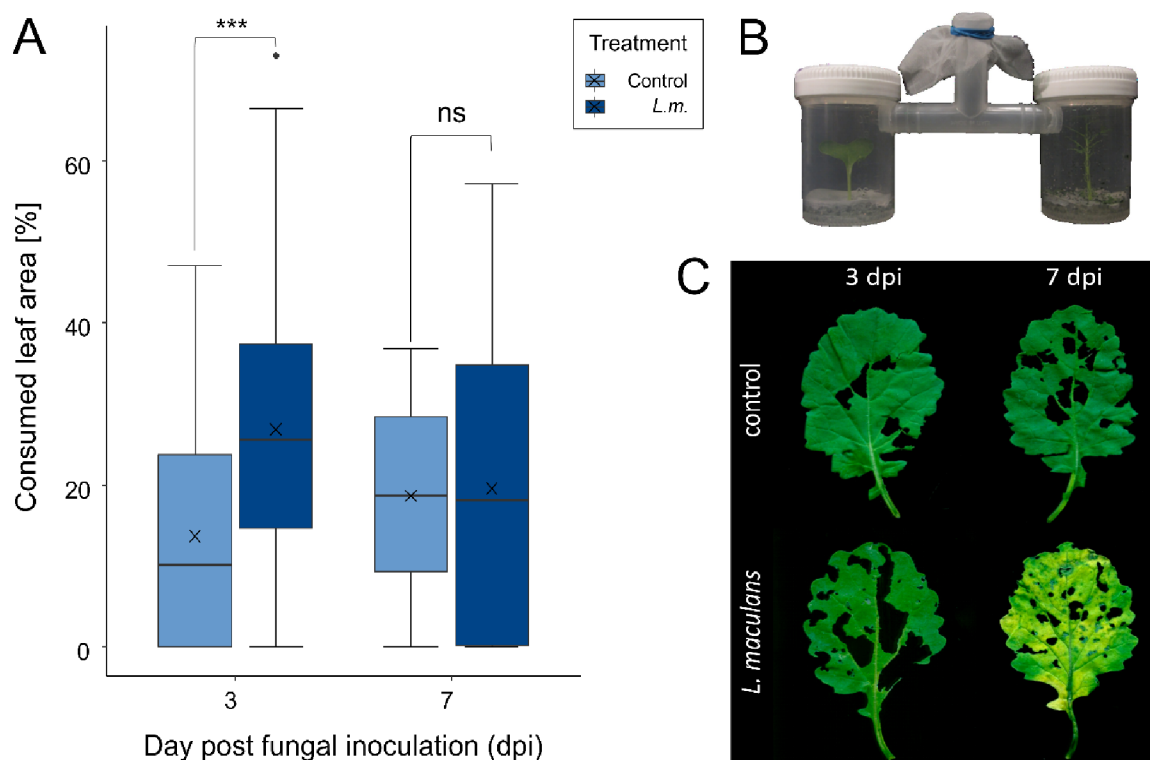 A
***
ns
Treatment
Control
L.m.
Consumed leaf area [%]
60
40
20
0
3
7
Day post fungal inoculation (dpi)
B
C
3 dpi
7 dpi
control
L. maculans